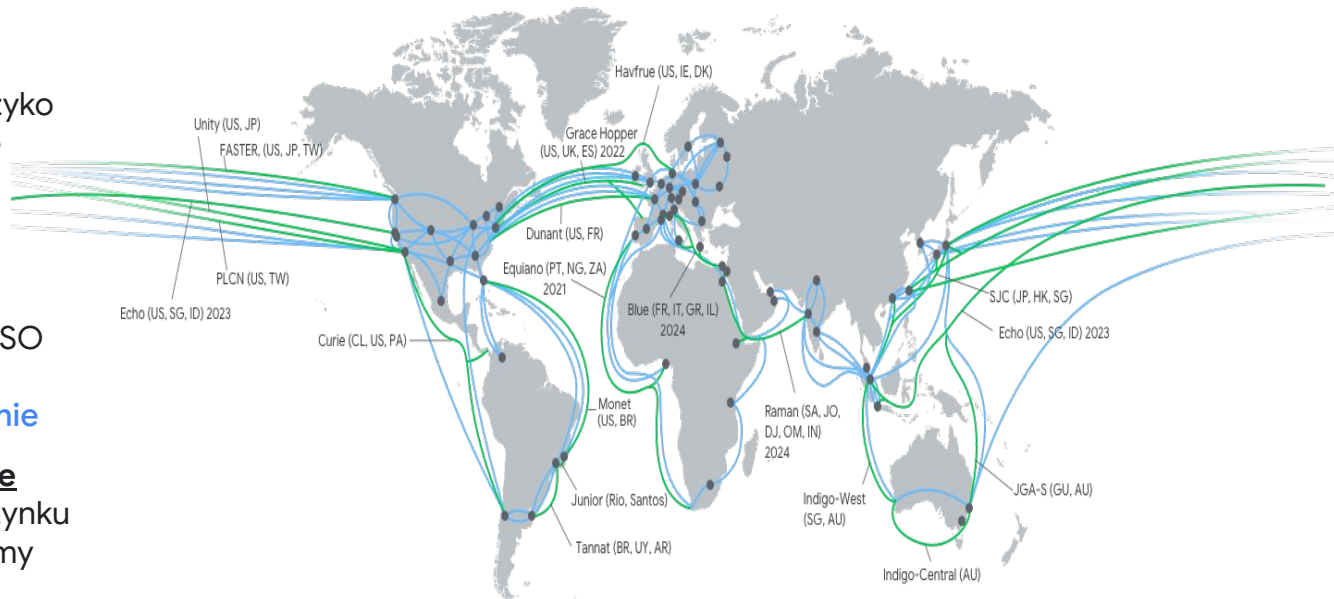 zyko
SO
nie
e
ynku
my
Havfrue (US, IE, DK)
Grace Hopper
(US, UK, ES) 2022
Unity (US, JP)
FASTER, (US, JP, TW)
Dunant (US, FR)
Equiano (PT, NG, ZA)
2021
PLCN (US, TW)
Echo (US, SG, ID) 2023
Blue (FR, IT, GR, IL)
2024
SJC (JP, HK, SG)
Echo (US, SG, ID) 2023
Curie (CL, US, PA)
Monet
(US, BR)
Raman (SA, JO,
DJ, OM, IN)
2024
Junior (Rio, Santos)
Indigo-West
(SG, AU)
JGA-S (GU, AU)
Tannat (BR, UY, AR)
Indigo-Central (AU)